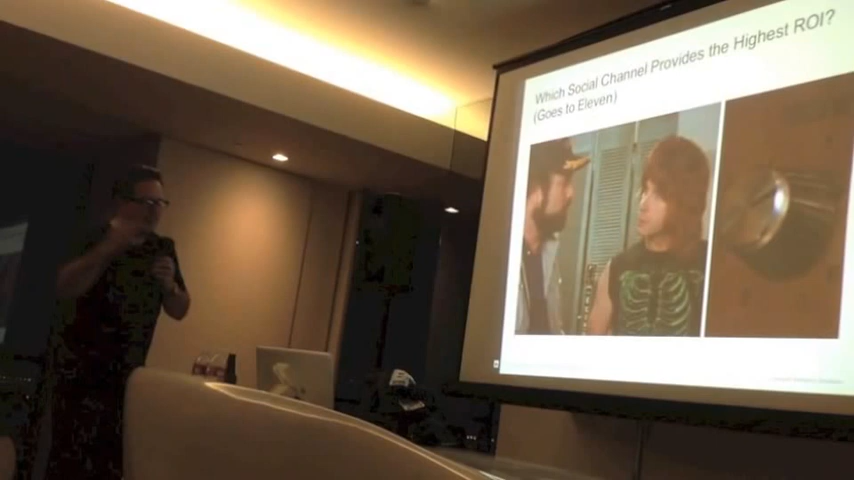 Which Social Channel Provides the Highest ROI?
(Goes to Eleven)